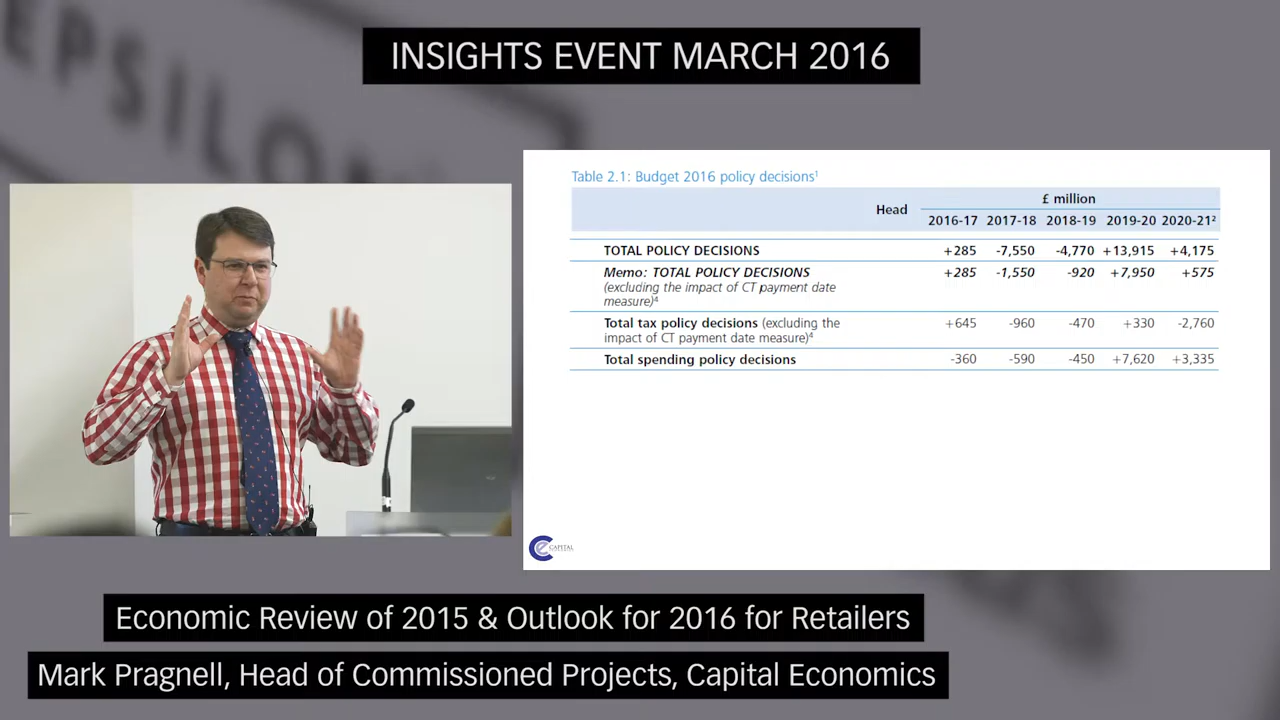 EPSILON
INSIGHTS EVENT MARCH 2016
Table 2.1: Budget 2016 policy decisions¹
Head
£ million
2016-17 2017-18 2018-19 2019-20 2020-21²
TOTAL POLICY DECISIONS +285 -7,550 -4,770 +13,915 +4,175
Memo: TOTAL POLICY DECISIONS +285 -1,550 -920 +7,950 +575
(excluding the impact of CT payment date
measure)⁴
Total tax policy decisions (excluding the +645 -960 -470 +330 -2,760
impact of CT payment date measure)⁴
Total spending policy decisions -360 -590 -450 +7,620 +3,335
CAPITAL
Economic Review of 2015 & Outlook for 2016 for Retailers
Mark Pragnell, Head of Commissioned Projects, Capital Economics